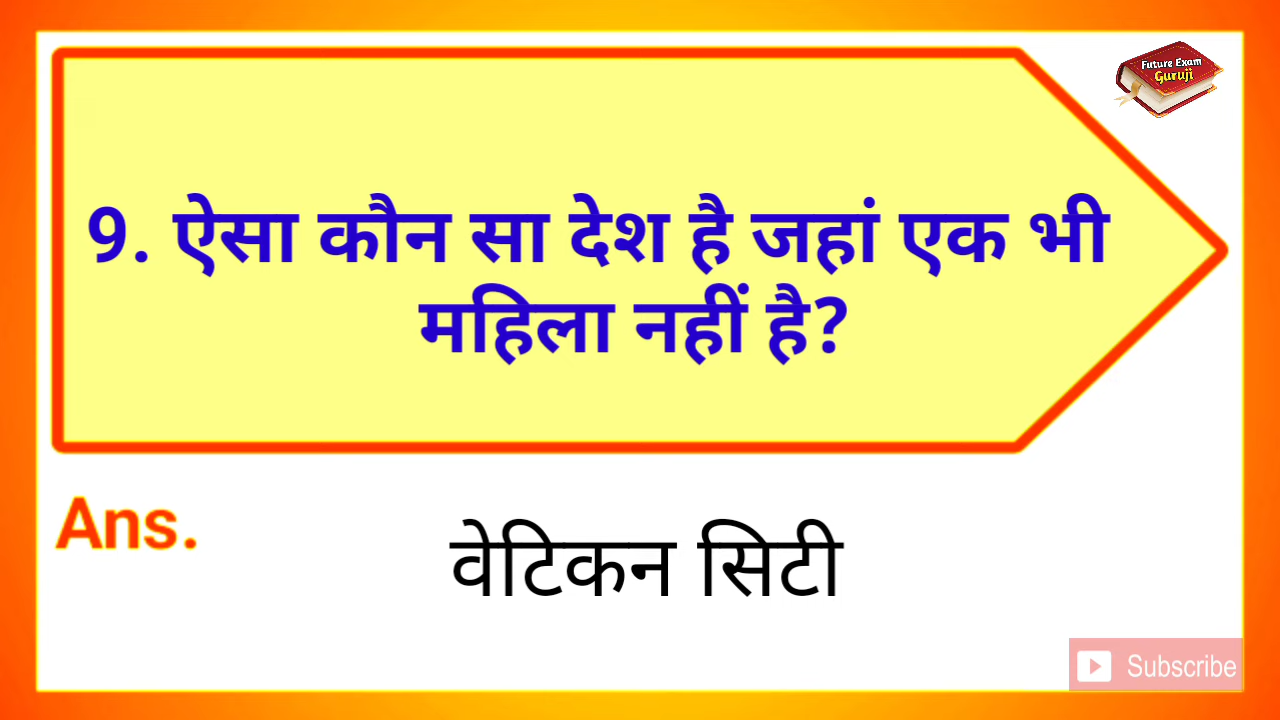 Future Exam
Guruji
9. ऐसा कौन सा देश है जहां एक भी
महिला नहीं है?
Ans.
वेटिकन सिटी
Subscribe